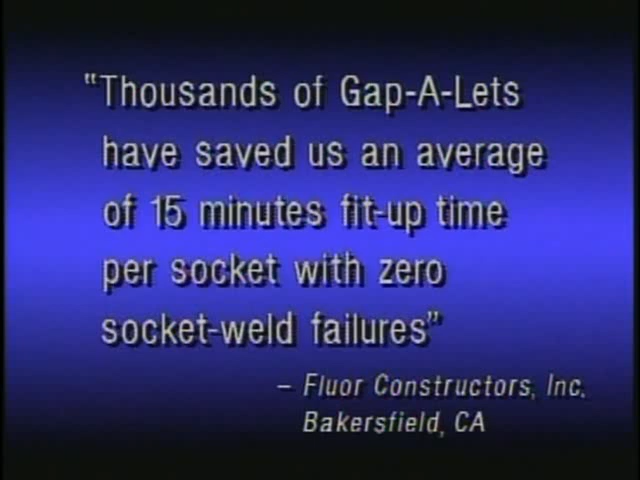 "Thousands of Gap-A-Lets
have saved us an average
of 15 minutes fit-up time
per socket with zero
socket-weld failures"
– Fluor Constructors, Inc.
Bakersfield, CA